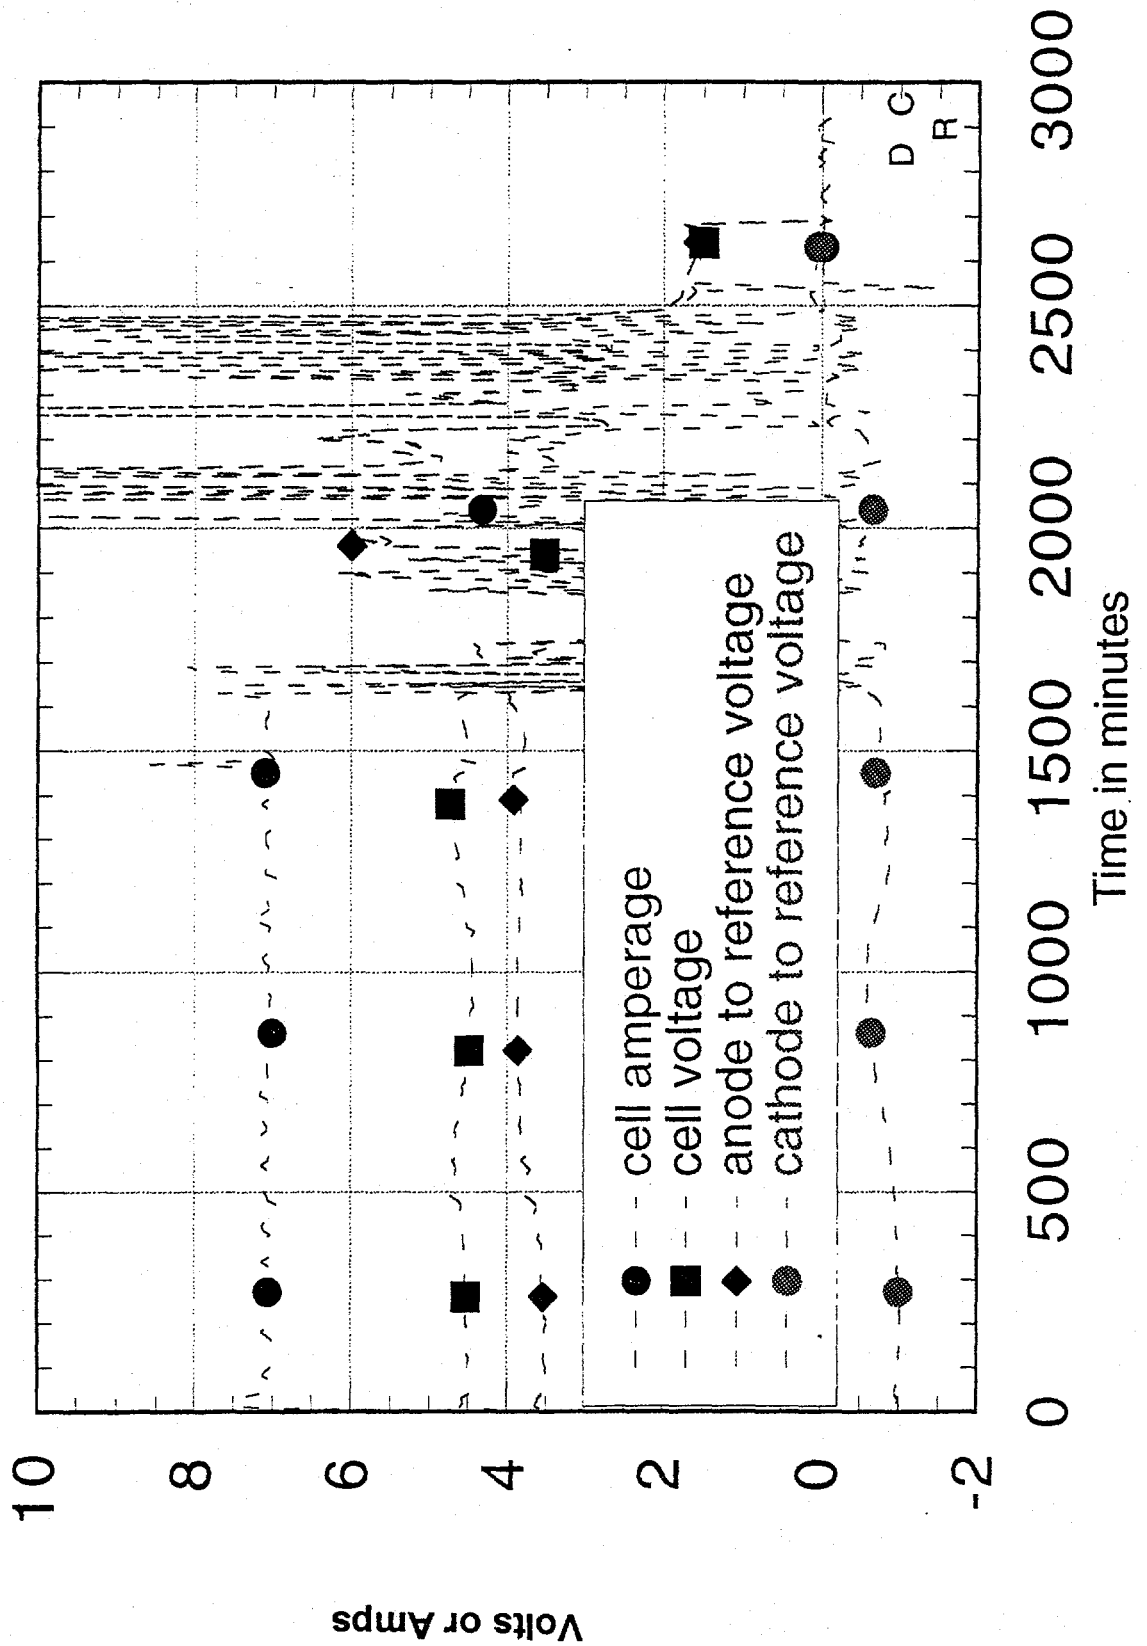 Volts or Amps
10
8
6
4
2
0
-2
cell amperage
cell voltage
anode to reference voltage
cathode to reference voltage
D C
R
0
500
1000
1500
2000
2500
3000
Time in minutes